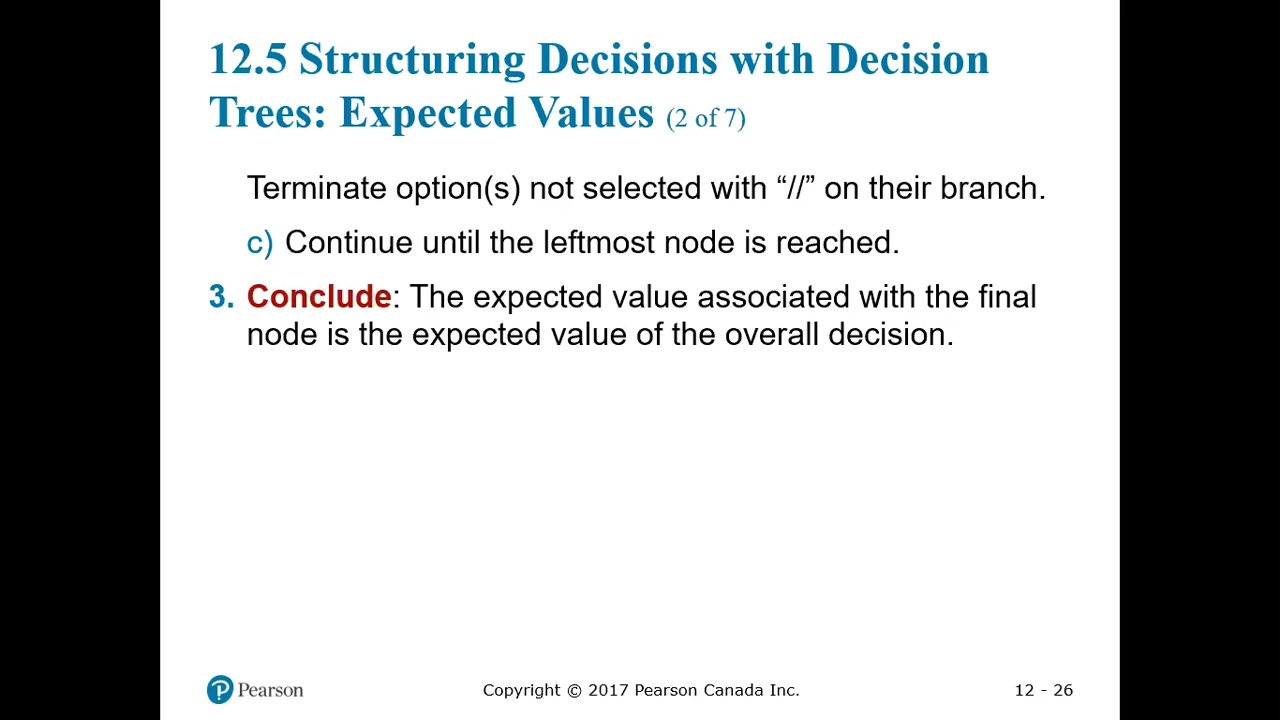 12.5 Structuring Decisions with Decision
Trees: Expected Values (2 of 7)
Terminate option(s) not selected with “//” on their branch.
c) Continue until the leftmost node is reached.
3. Conclude: The expected value associated with the final
node is the expected value of the overall decision.
Pearson
Copyright © 2017 Pearson Canada Inc.
12 - 26